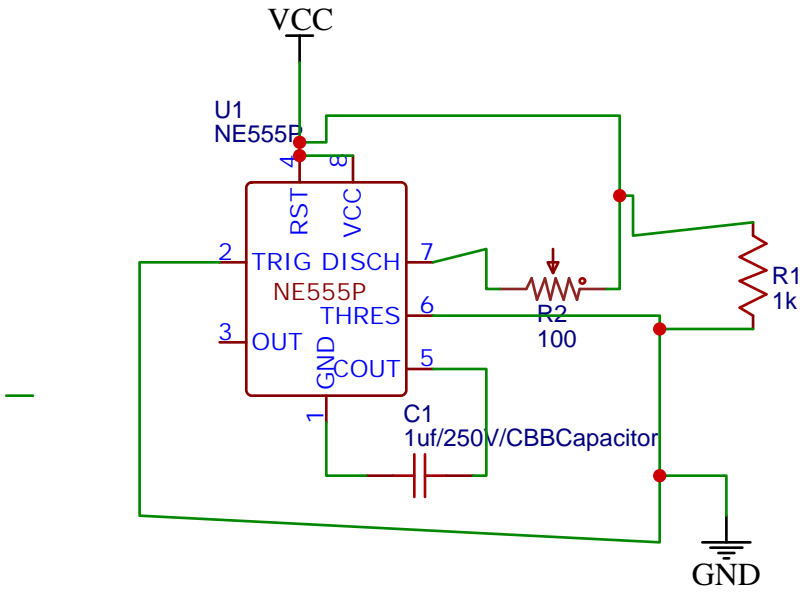 VCC
U1
NE555P
4
8
RST
VCC
2
TRIG
DISCH
7
NE555P
THRES
6
R2
100
R1
1k
3
OUT
GND
COUT
5
1
C1
1uf/250V/CBBCapacitor
GND